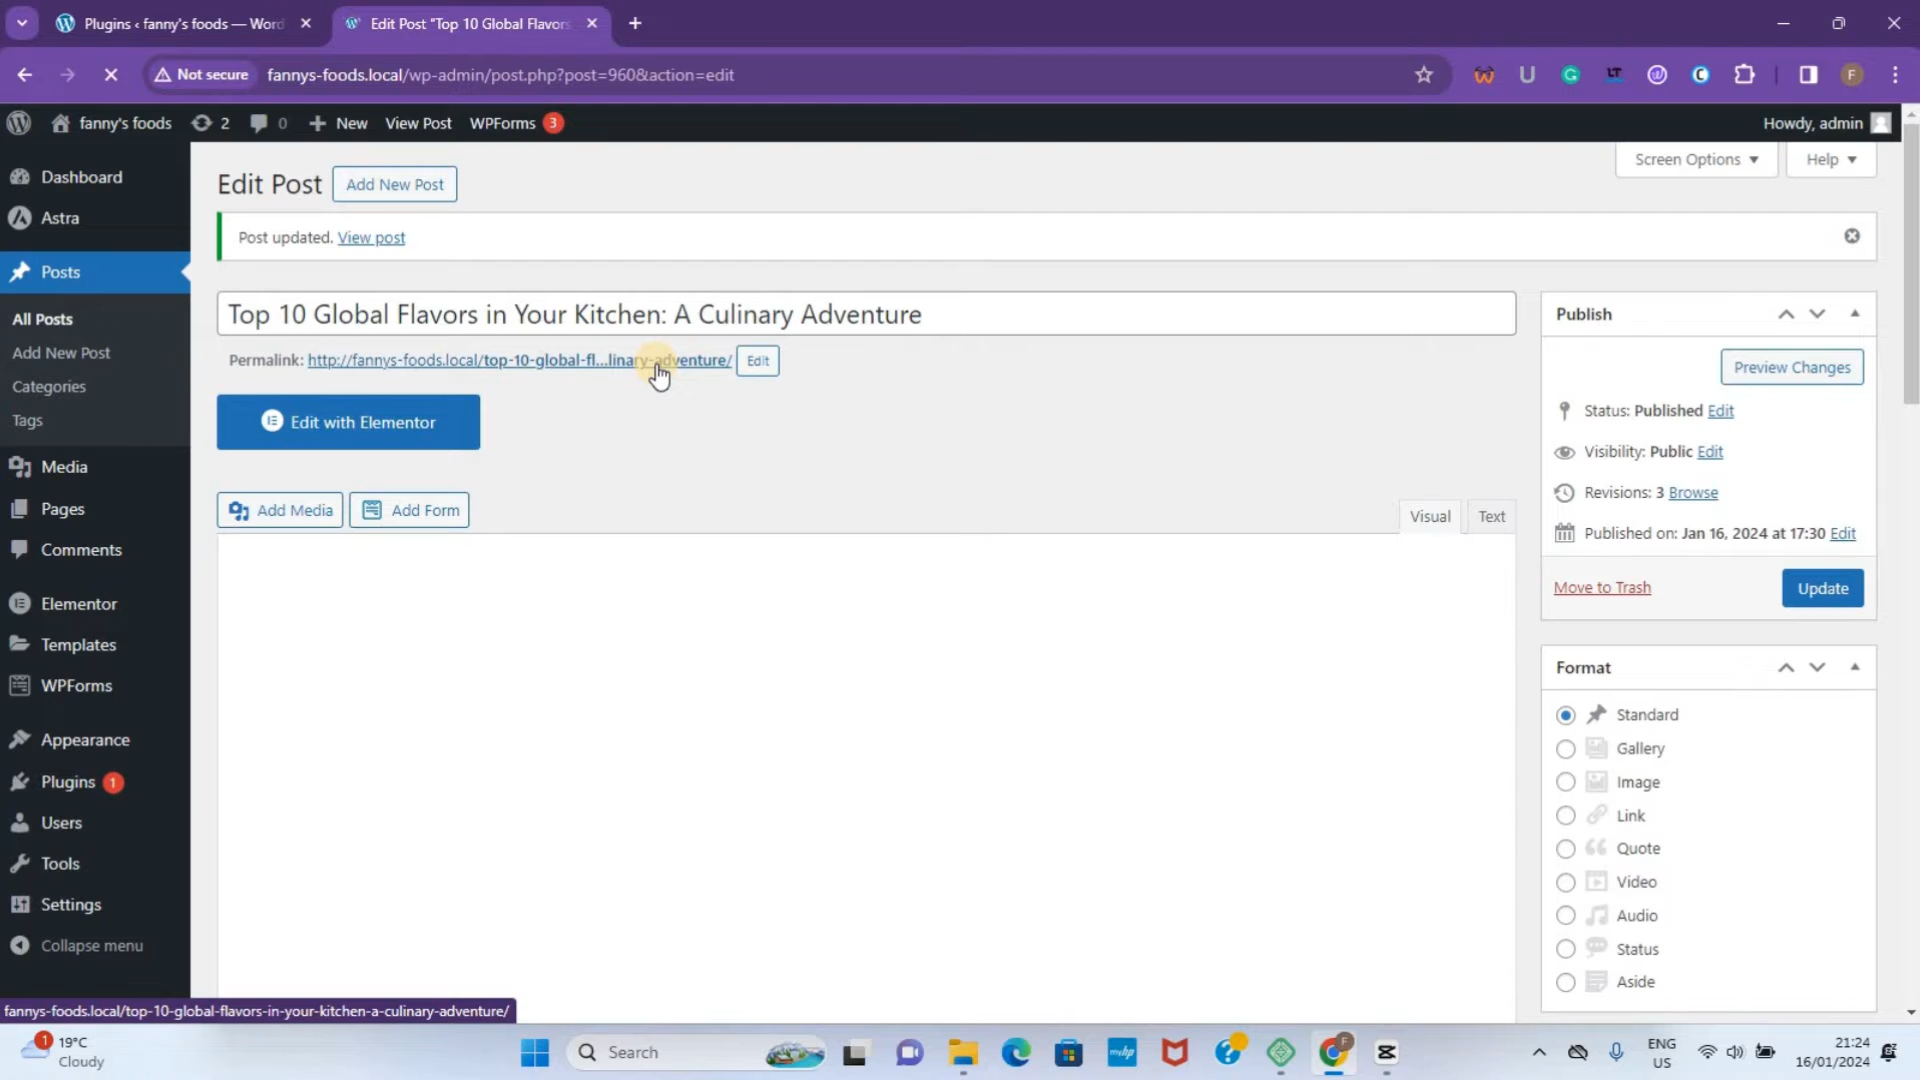 Plugins ‹ fanny's foods — Word
Edit Post "Top 10 Global Flavors
Not secure
fannys-foods.local/wp-admin/post.php?post=960&action=edit
F
fanny's foods
2
0
New
View Post
WPForms
3
Howdy, admin
Dashboard
Astra
Posts
All Posts
Add New Post
Categories
Tags
Media
Pages
Comments
Elementor
Templates
WPForms
Appearance
Plugins
1
Users
Tools
Settings
Collapse menu
Edit Post
Add New Post
Screen Options
Help
Post updated. View post
Top 10 Global Flavors in Your Kitchen: A Culinary Adventure
Permalink: http://fannys-foods.local/top-10-global-fl...linary-adventure/
Edit
Edit with Elementor
Add Media
Add Form
Visual
Text
Publish
Preview Changes
Status: Published Edit
Visibility: Public Edit
Revisions: 3 Browse
Published on: Jan 16, 2024 at 17:30 Edit
Move to Trash
Update
Format
Standard
Gallery
Image
Link
Quote
Video
Audio
Status
Aside
fannys-foods.local/top-10-global-flavors-in-your-kitchen-a-culinary-adventure/
1
19°C
Cloudy
Search
ENG
US
21:24
16/01/2024